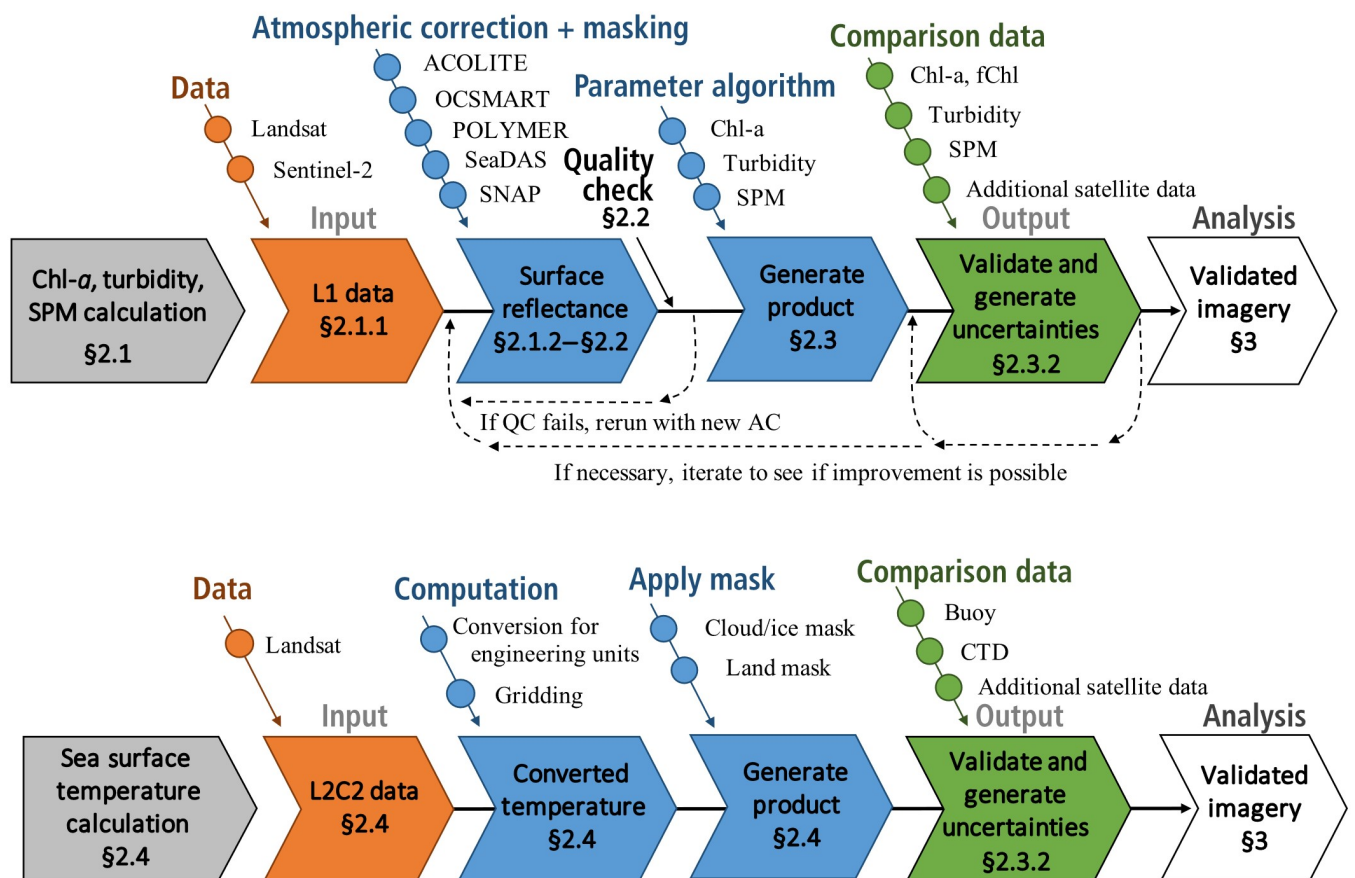 Atmospheric correction + masking
ACOLITE
OCSMART
POLYMER
SeaDAS
SNAP
Data
Landsat
Sentinel-2
Parameter algorithm
Chl-a
Turbidity
SPM
Quality
check
§2.2
Comparison data
Chl-a, fChl
Turbidity
SPM
Additional satellite data
Input
Output
Analysis
Chl-a, turbidity,
SPM calculation
§2.1
L1 data
§2.1.1
Surface
reflectance
§2.1.2–§2.2
Generate
product
§2.3
Validate and
generate
uncertainties
§2.3.2
Validated
imagery
§3
If QC fails, rerun with new AC
If necessary, iterate to see if improvement is possible
Data
Landsat
Computation
Conversion for
engineering units
Gridding
Apply mask
Cloud/ice mask
Land mask
Comparison data
Buoy
CTD
Additional satellite data
Input
Output
Analysis
Sea surface
temperature
calculation
§2.4
L2C2 data
§2.4
Converted
temperature
§2.4
Generate
product
§2.4
Validate and
generate
uncertainties
§2.3.2
Validated
imagery
§3